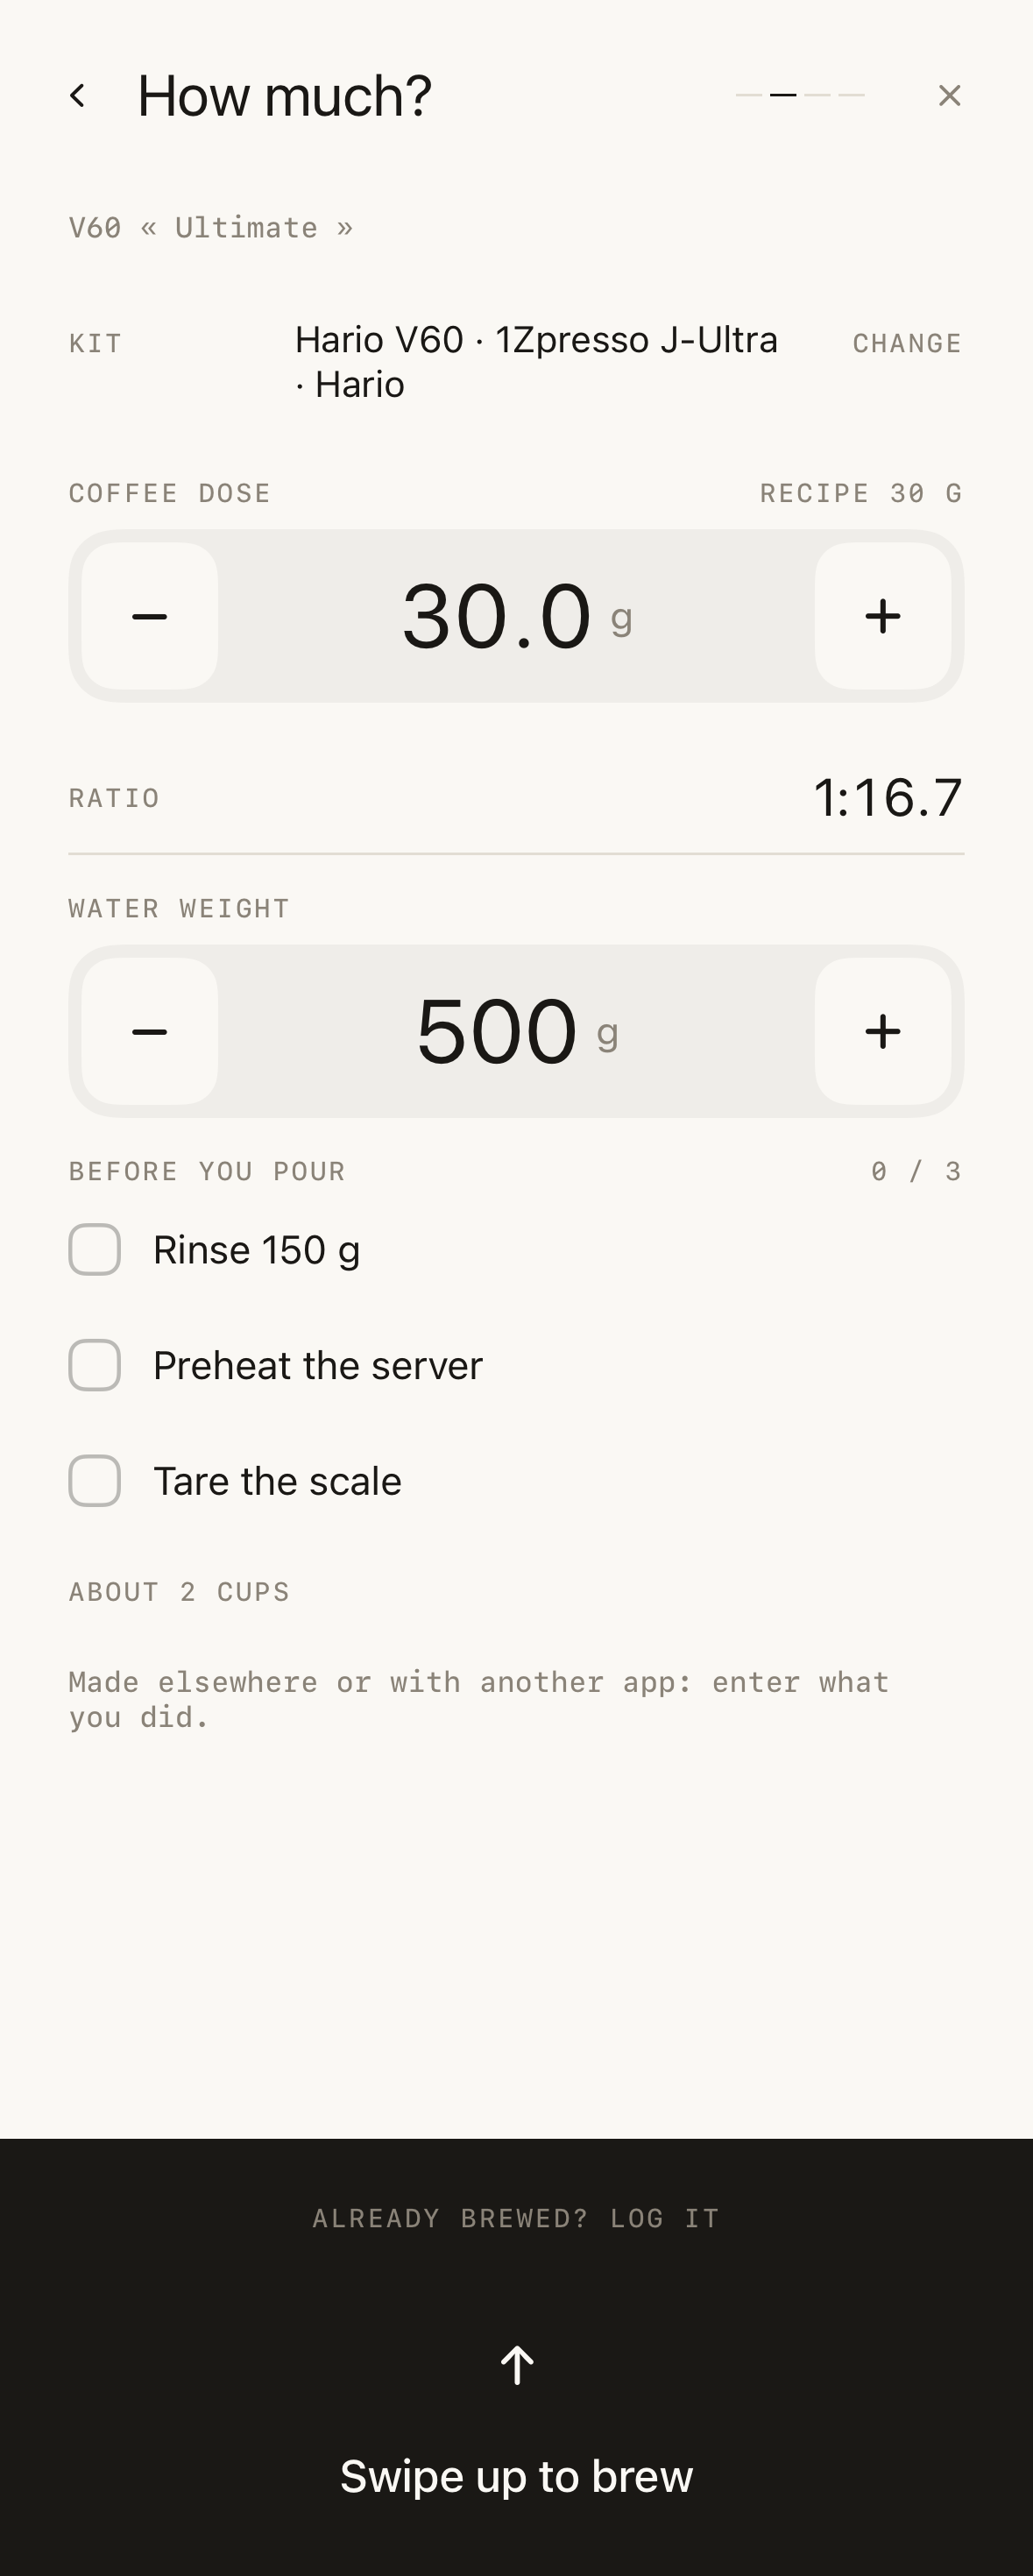 How much?
V60 « Ultimate »
KIT
Hario V60 · 1Zpresso J-Ultra
· Hario
CHANGE
COFFEE DOSE
RECIPE 30 G
30.0 g
RATIO
1:16.7
WATER WEIGHT
500 g
BEFORE YOU POUR
0 / 3
Rinse 150 g
Preheat the server
Tare the scale
ABOUT 2 CUPS
Made elsewhere or with another app: enter what
you did.
ALREADY BREWED? LOG IT
Swipe up to brew